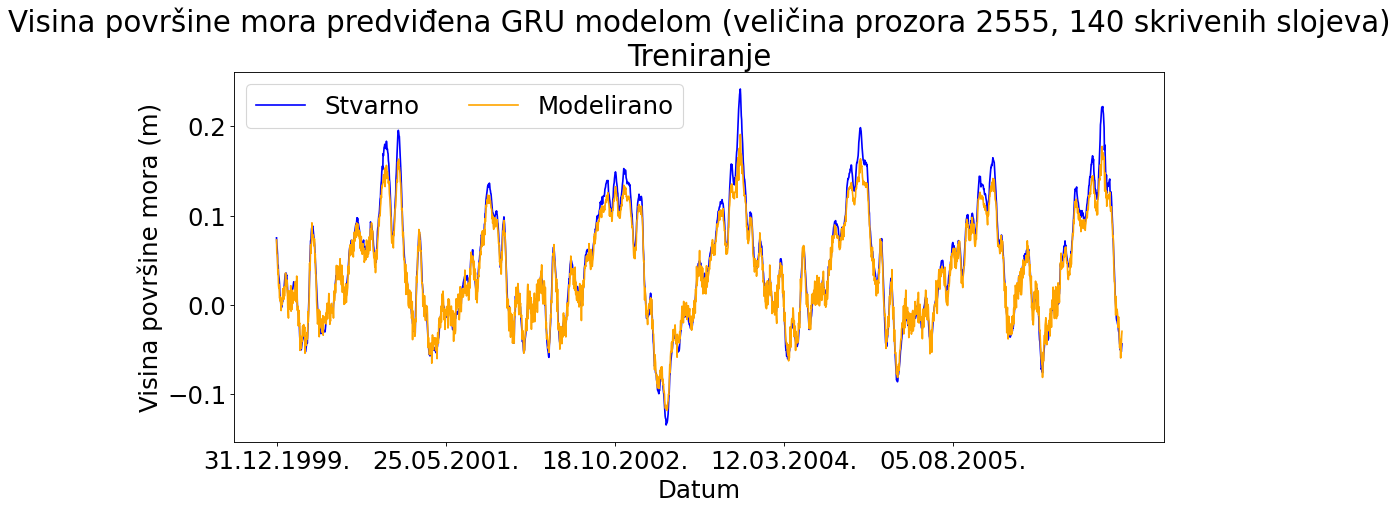 Visina površine mora predviđena GRU modelom (veličina prozora 2555, 140 skrivenih slojeva)
Treniranje
Stvarno Modelirano
Visina površine mora (m)
0.2
0.1
0.0
−0.1
31.12.1999. 25.05.2001. 18.10.2002. 12.03.2004. 05.08.2005.
Datum